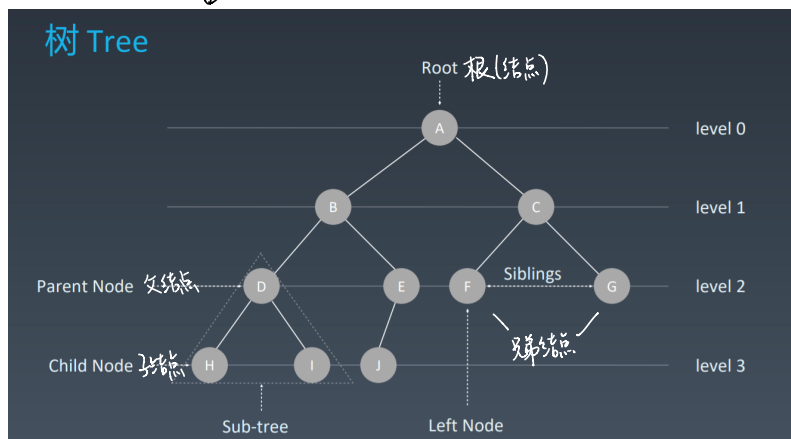 树 Tree
Root 根(结点)
A
level 0
B
C
level 1
Parent Node 父结点
D
E
F
Siblings
G
level 2
兄弟结点
Child Node 子结点
H
I
J
level 3
Sub-tree
Left Node